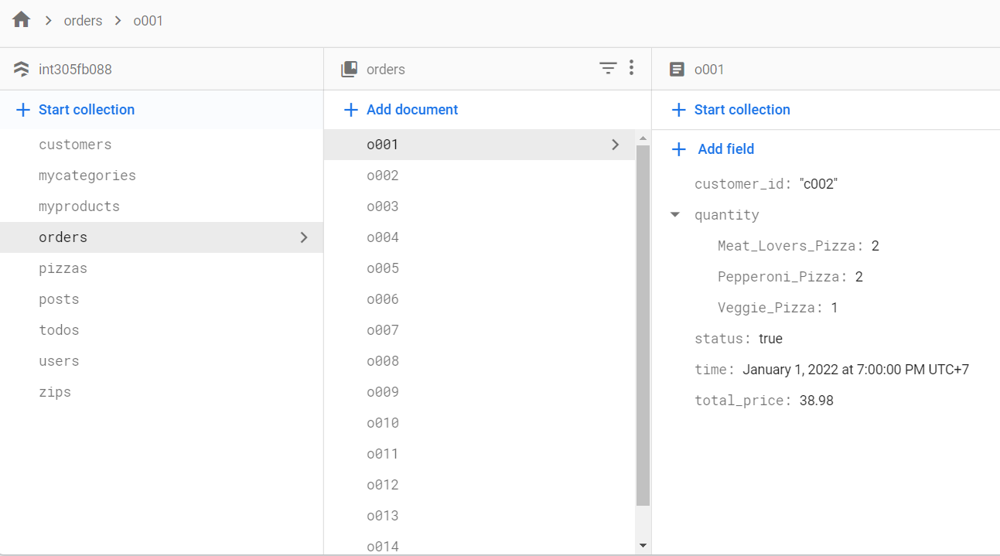 orders
o001
int305fb088
Start collection
customers
mycategories
myproducts
orders
pizzas
posts
todos
users
zips
orders
Add document
o001
o002
o003
o004
o005
o006
o007
o008
o009
o010
o011
o012
o013
o014
o001
Start collection
Add field
customer_id: "c002"
quantity
Meat_Lovers_Pizza: 2
Pepperoni_Pizza: 2
Veggie_Pizza: 1
status: true
time: January 1, 2022 at 7:00:00 PM UTC+7
total_price: 38.98